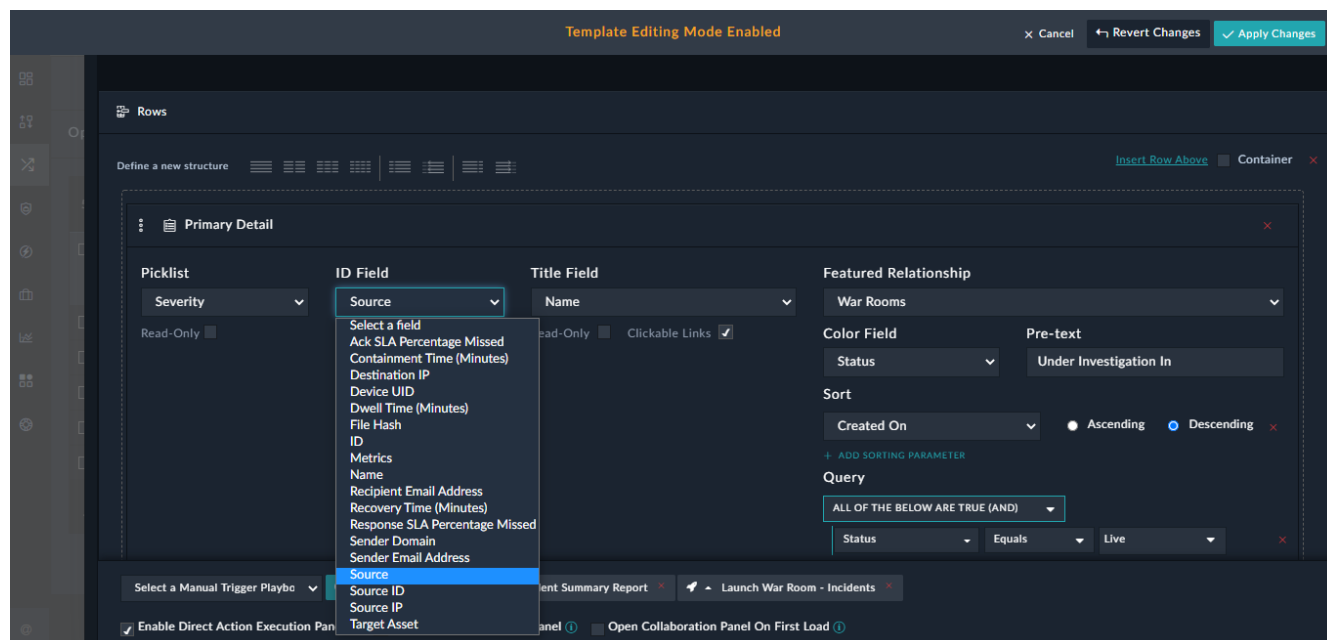 Template Editing Mode Enabled
× Cancel
Revert Changes
Apply Changes
Rows
Define a new structure
Insert Row Above
Container
Primary Detail
Picklist
ID Field
Title Field
Featured Relationship
Severity
Source
Name
War Rooms
Read-Only
Clickable Links
Color Field
Pre-text
Status
Under Investigation In
Sort
Created On
Ascending
Descending
+ ADD SORTING PARAMETER
Query
ALL OF THE BELOW ARE TRUE (AND)
Status
Equals
Live
Select a field
Ack SLA Percentage Missed
Containment Time (Minutes)
Destination IP
Device UID
Dwell Time (Minutes)
File Hash
ID
Metrics
Name
Recipient Email Address
Recovery Time (Minutes)
Response SLA Percentage Missed
Sender Domain
Sender Email Address
Source
Source ID
Source IP
Target Asset
Select a Manual Trigger Playbo
Summary Report
Launch War Room - Incidents
Enable Direct Action Execution
Open Collaboration Panel On First Load